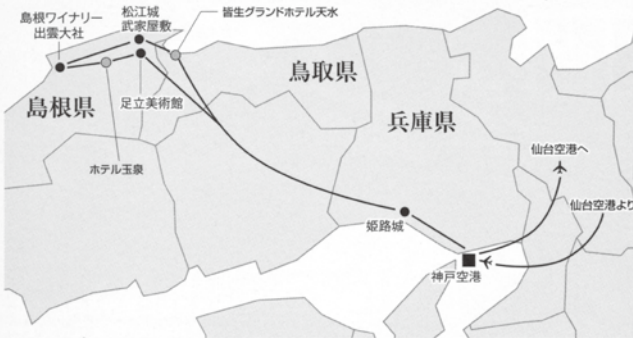 島根ワイナリー
出雲大社
松江城
武家屋敷
皆生グランドホテル天水
鳥取県
島根県
足立美術館
兵庫県
ホテル玉泉
仙台空港へ
仙台空港より
姫路城
神戸空港